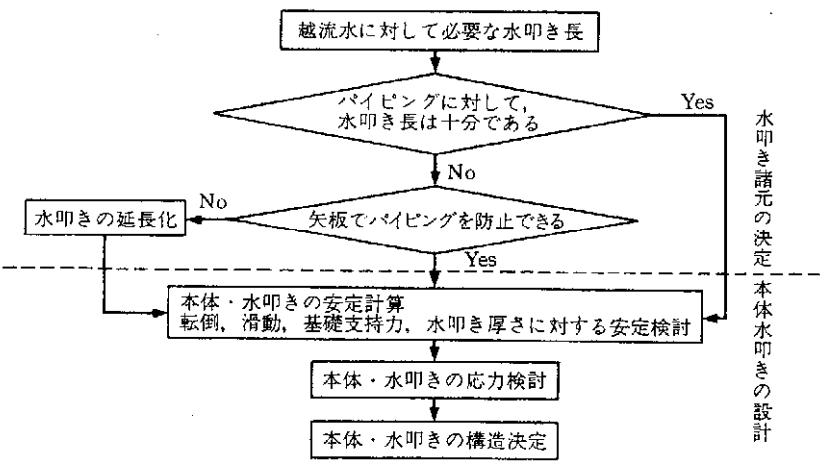 越流水に対して必要な水叩き長
パイピングに対して，
水叩き長は十分である
Yes
No
矢板でパイピングを防止できる
No
水叩きの延長化
Yes
水叩き諸元の決定
本体・水叩きの安定計算
転倒，滑動，基礎支持力，水叩き厚さに対する安定検討
本体・水叩きの応力検討
本体・水叩きの構造決定
本体水叩きの設計